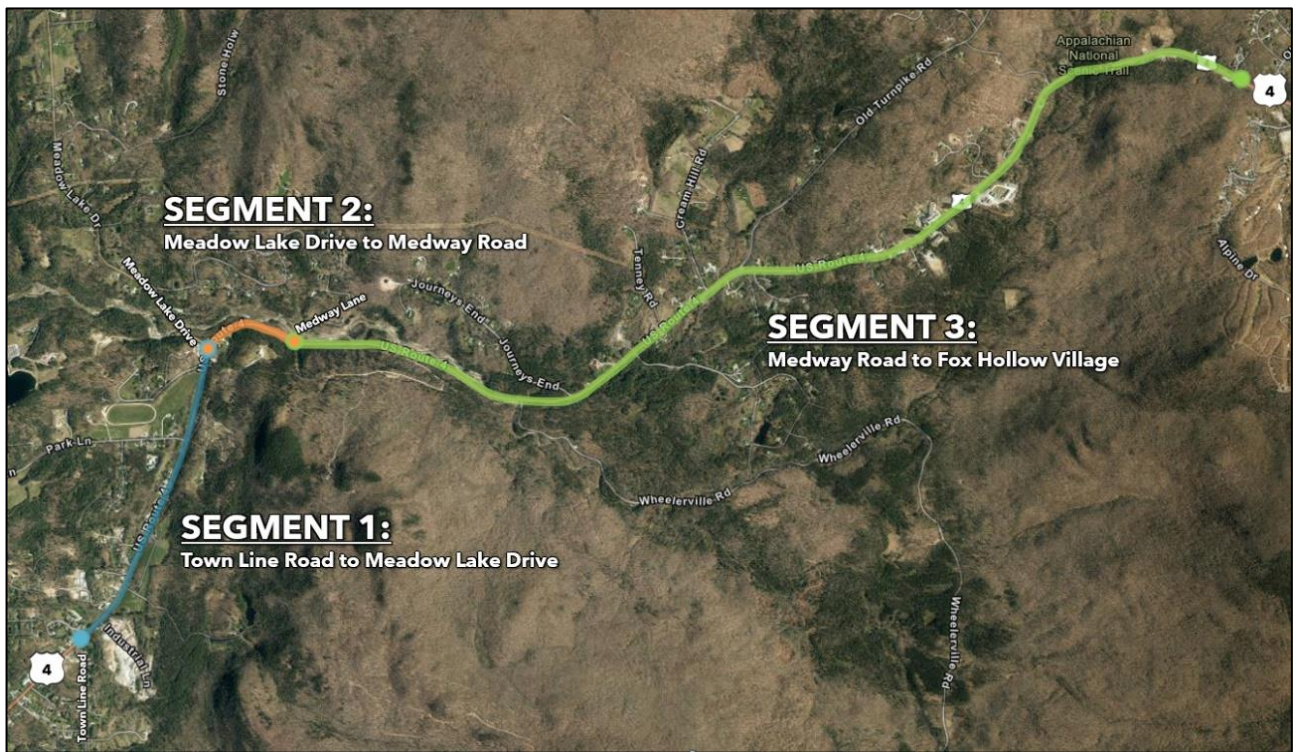 Stone Holw
Appalachian
National
Scenic Trail
4
Old Turnpike Rd
Meadow Lake Dr
Cream Hill Rd
SEGMENT 2:
Meadow Lake Drive to Medway Road
Alpine Dr
Tenney Rd
US Route 4
Meadow Lake Drive
Journeys-End
Medway Lane
US Route 4
SEGMENT 3:
Medway Road to Fox Hollow Village
US Route 4
Journeys-End
Park Ln
Wheelerville Rd
Wheelerville Rd
US Route 4
SEGMENT 1:
Town Line Road to Meadow Lake Drive
Wheelerville Rd
Industrial Ln
4
Town Line Road